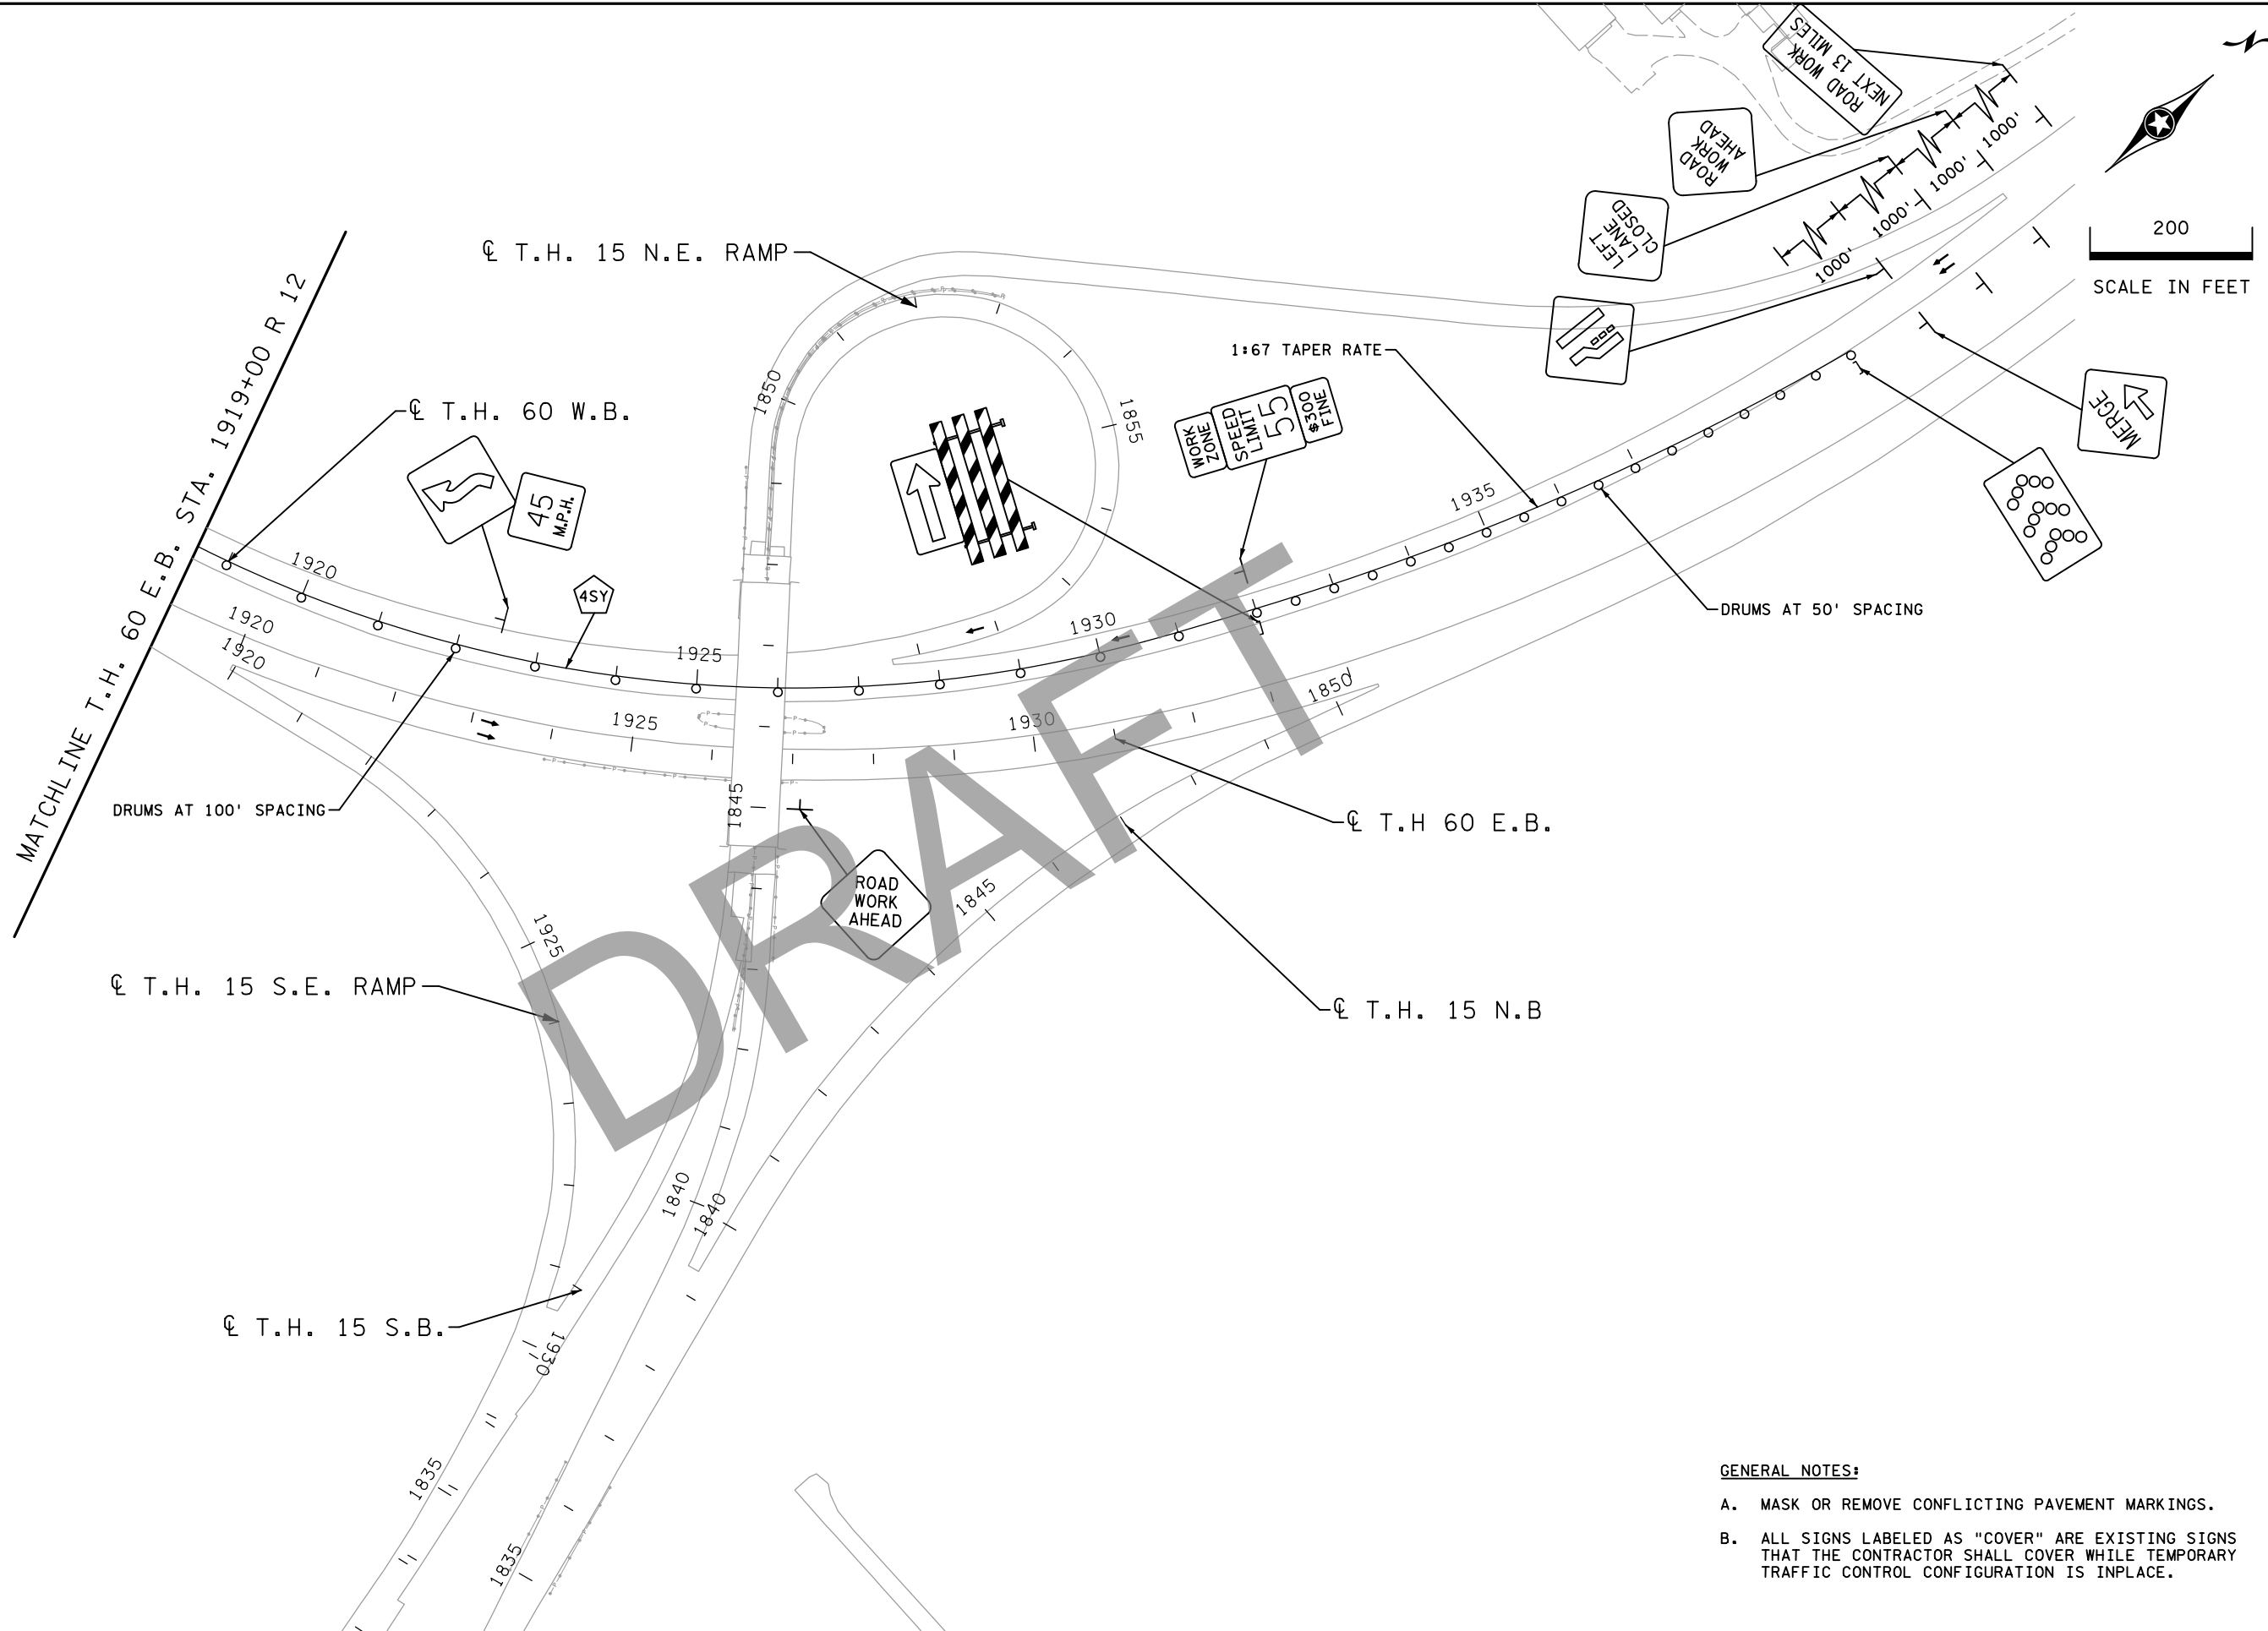 ROAD WORK
NEXT 13 MILES
ROAD
WORK
AHEAD
LEFT
LANE
CLOSED
1000'
1000'
1000'
1000'
N
200
SCALE IN FEET
℄ T.H. 15 N.E. RAMP
MATCHLINE T.H. 60 E.B. STA. 1919+00 R 12
1:67 TAPER RATE
℄ T.H. 60 W.B.
45
M.P.H.
1850
1855
WORK
ZONE
SPEED
LIMIT
55
$300
FINE
MERGE
1935
1920
4SY
DRUMS AT 50' SPACING
1920
1920
1925
1930
1925
1930
1850
DRUMS AT 100' SPACING
1845
℄ T.H 60 E.B.
ROAD
WORK
AHEAD
1845
1925
℄ T.H. 15 S.E. RAMP
℄ T.H. 15 N.B
DRAFT
1840
1840
℄ T.H. 15 S.B.
1930
1835
1835
GENERAL NOTES:
A. MASK OR REMOVE CONFLICTING PAVEMENT MARKINGS.
B. ALL SIGNS LABELED AS "COVER" ARE EXISTING SIGNS
THAT THE CONTRACTOR SHALL COVER WHILE TEMPORARY
TRAFFIC CONTROL CONFIGURATION IS INPLACE.